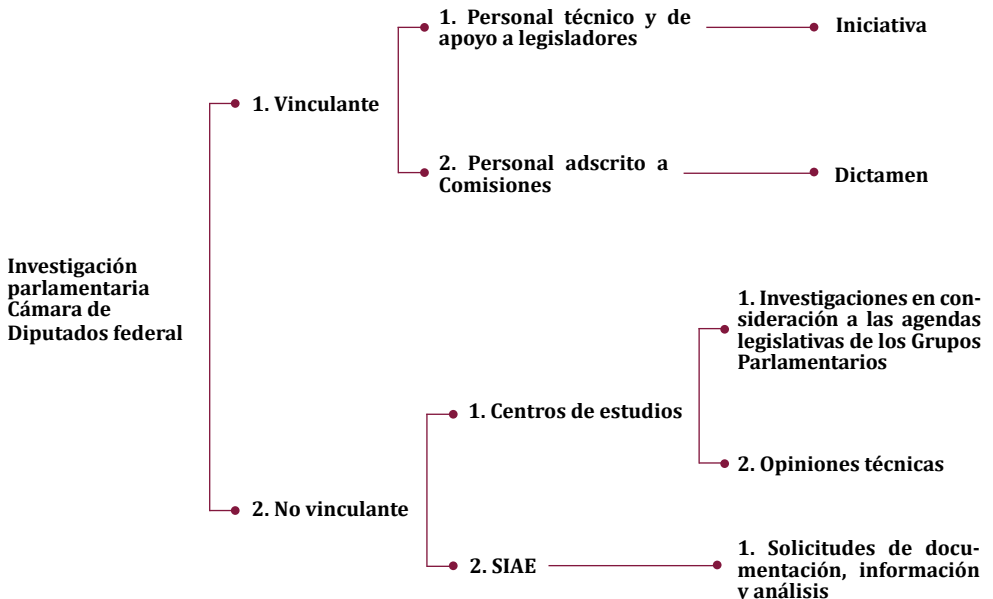 Investigación
parlamentaria
Cámara de
Diputados federal
1. Vinculante
1. Personal técnico y de
apoyo a legisladores
Iniciativa
2. Personal adscrito a
Comisiones
Dictamen
2. No vinculante
1. Centros de estudios
1. Investigaciones en con-
sideración a las agendas
legislativas de los Grupos
Parlamentarios
2. Opiniones técnicas
2. SIAE
1. Solicitudes de docu-
mentación, información
y análisis